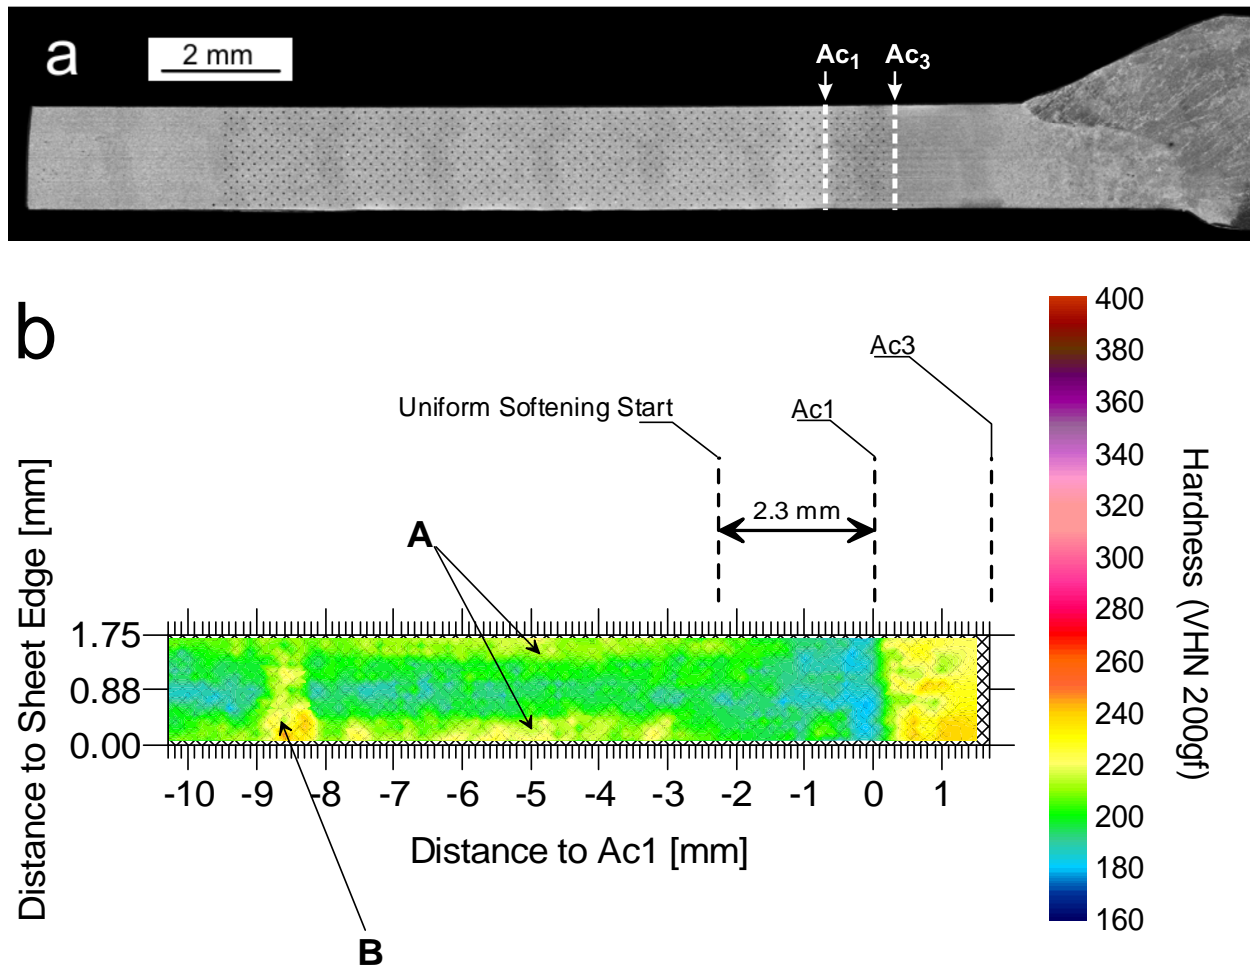 a
2 mm
Ac1 Ac3
b
Ac3
Uniform Softening Start
Ac1
2.3 mm
A
Distance to Sheet Edge [mm]
1.75
0.88
0.00
-10 -9 -8 -7 -6 -5 -4 -3 -2 -1 0 1
Distance to Ac1 [mm]
B
400
380
360
340
320
300
280
260
240
220
200
180
160
Hardness (VHN 200gf)